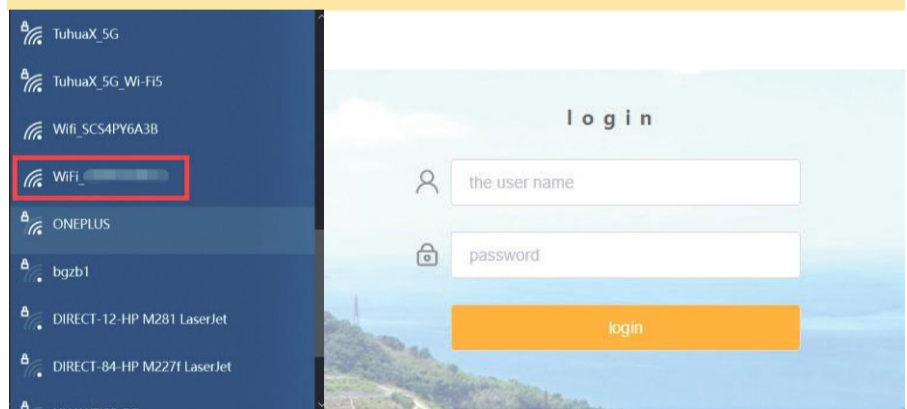 TuhuaX_5G
TuhuaX_5G_Wi-Fi5
Wifi_SCS4PY6A3B
WiFi_
ONEPLUS
bgzb1
DIRECT-12-HP M281 LaserJet
DIRECT-84-HP M227f LaserJet
login
the user name
password
login